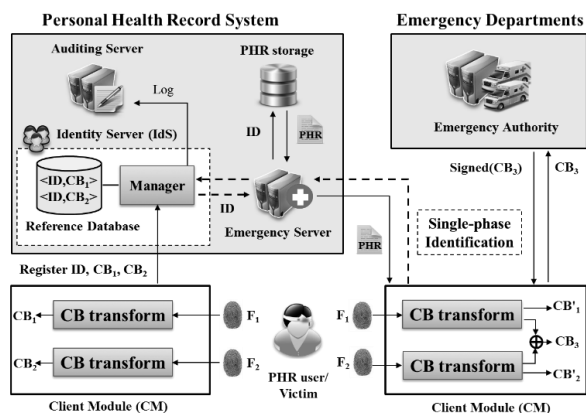 Personal Health Record System
Emergency Departments
Auditing Server
PHR storage
Log
PHR
ID
Identity Server (IdS)
Emergency Authority
<ID,CB₁>
<ID,CB₂>
Manager
ID
Reference Database
Emergency Server
Signed(CB₃)
CB₃
Single-phase
Identification
PHR
Register ID, CB₁, CB₂
CB₁
CB transform
F₁
F₁
CB transform
CB'₁
CB₃
CB₂
CB transform
F₂
F₂
CB transform
CB'₂
PHR user/
Victim
Client Module (CM)
Client Module (CM)